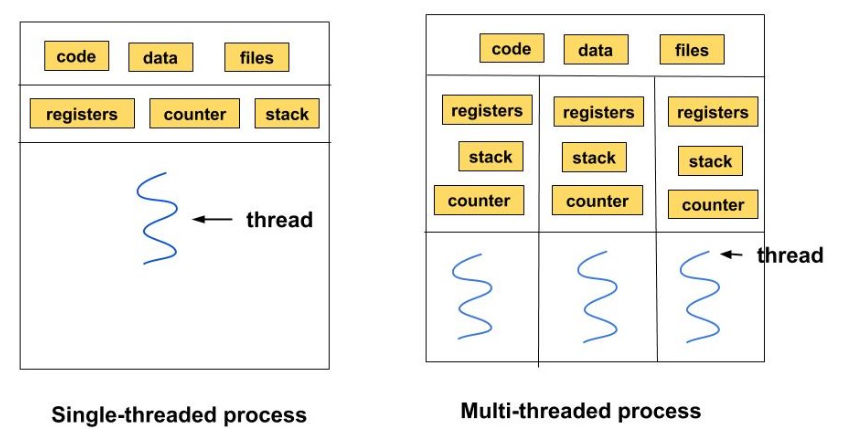 code data files
registers counter stack
thread
Single-threaded process
code data files
registers registers registers
stack stack stack
counter counter counter
thread
Multi-threaded process